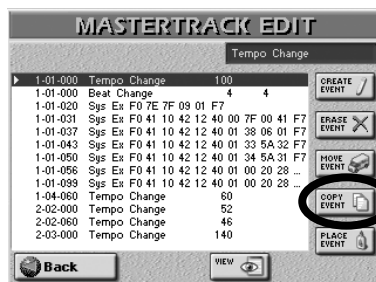 MASTERTRACK EDIT
Tempo Change
1-01-000 Tempo Change 100
1-01-000 Beat Change 4 4
1-01-020 Sys Ex F0 7E 7F 09 01 F7
1-01-031 Sys Ex F0 41 10 42 12 40 00 7F 00 41 F7
1-01-037 Sys Ex F0 41 10 42 12 40 01 38 06 01 F7
1-01-043 Sys Ex F0 41 10 42 12 40 01 33 5A 32 F7
1-01-050 Sys Ex F0 41 10 42 12 40 01 34 5A 31 F7
1-01-056 Sys Ex F0 41 10 42 12 40 01 00 20 28 ...
1-01-099 Sys Ex F0 41 10 42 12 40 01 00 20 28 ...
1-04-060 Tempo Change 60
2-02-000 Tempo Change 52
2-02-060 Tempo Change 46
2-03-000 Tempo Change 140
CREATE
EVENT
ERASE
EVENT
MOVE
EVENT
COPY
EVENT
PLACE
EVENT
Back
VIEW